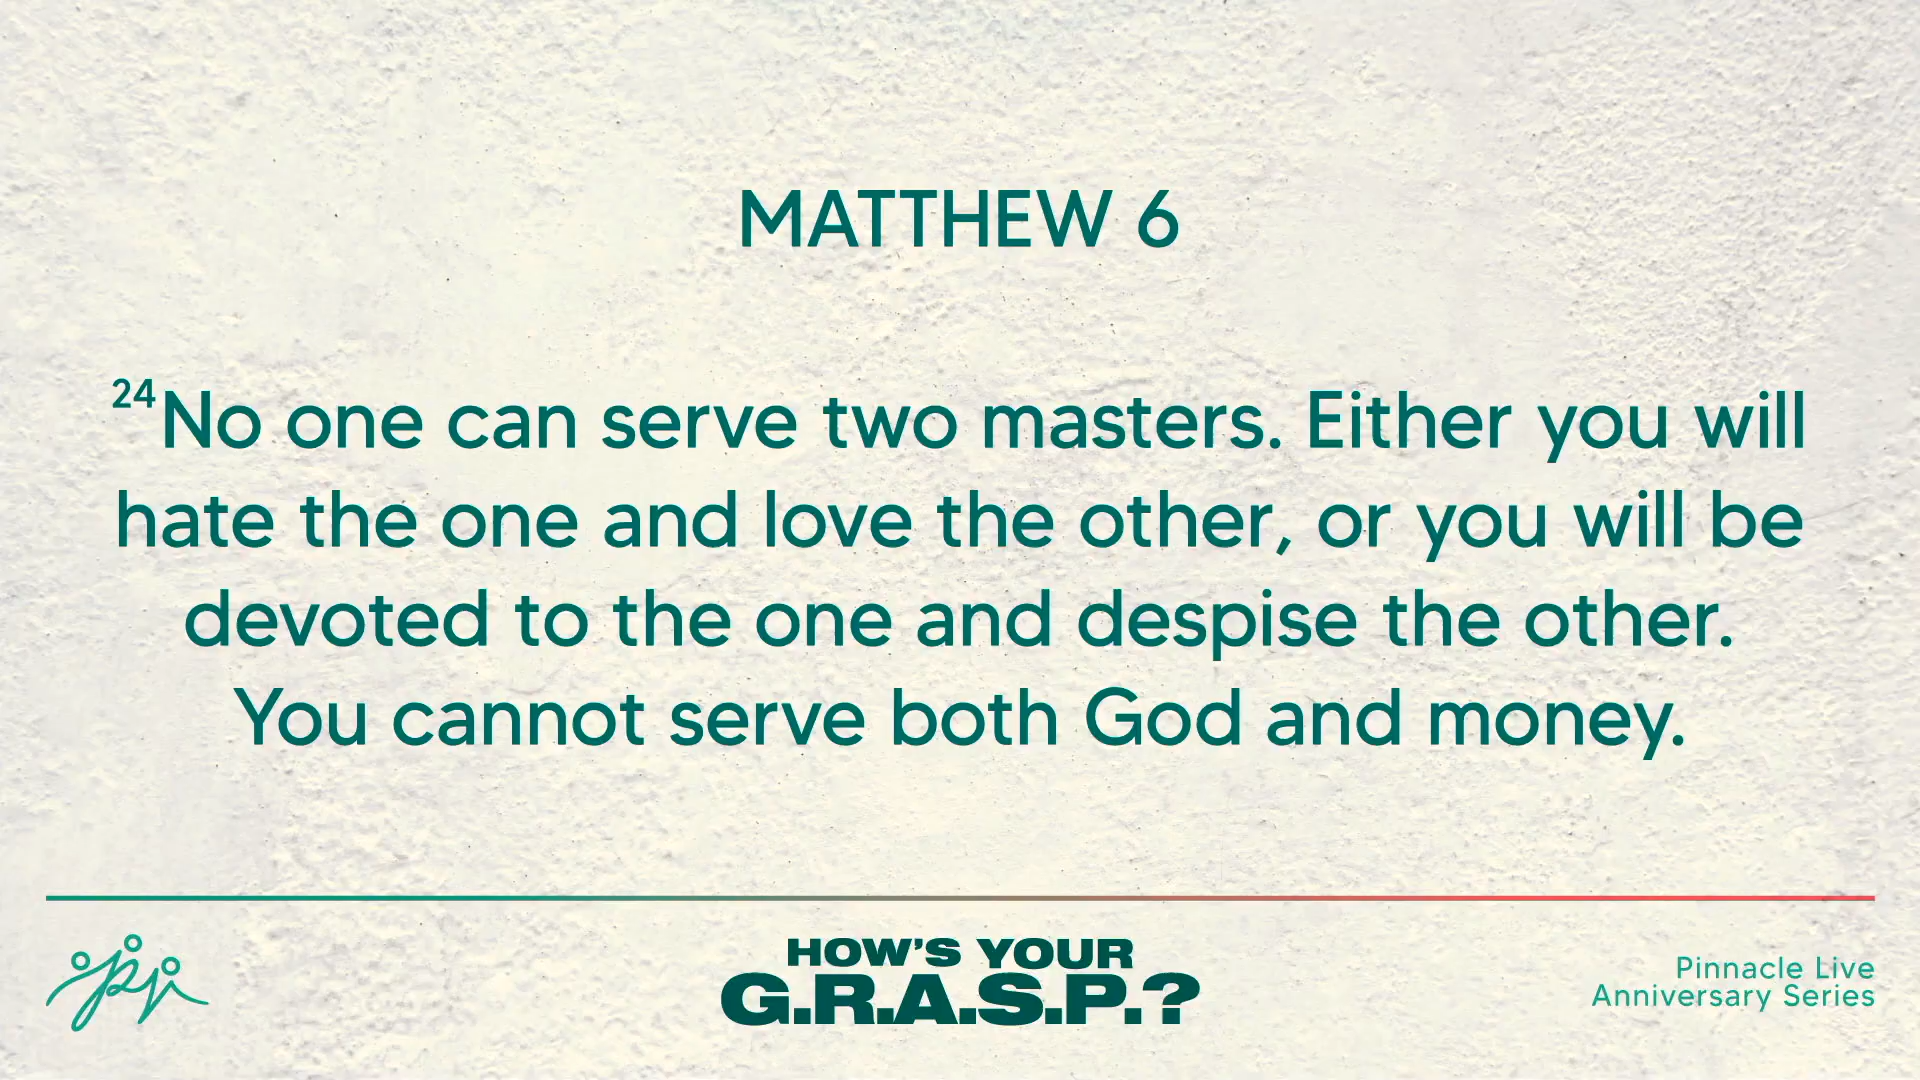 MATTHEW 6
24No one can serve two masters. Either you will
hate the one and love the other, or you will be
devoted to the one and despise the other.
You cannot serve both God and money.
HOW'S YOUR
G.R.A.S.P.?
Pinnacle Live
Anniversary Series